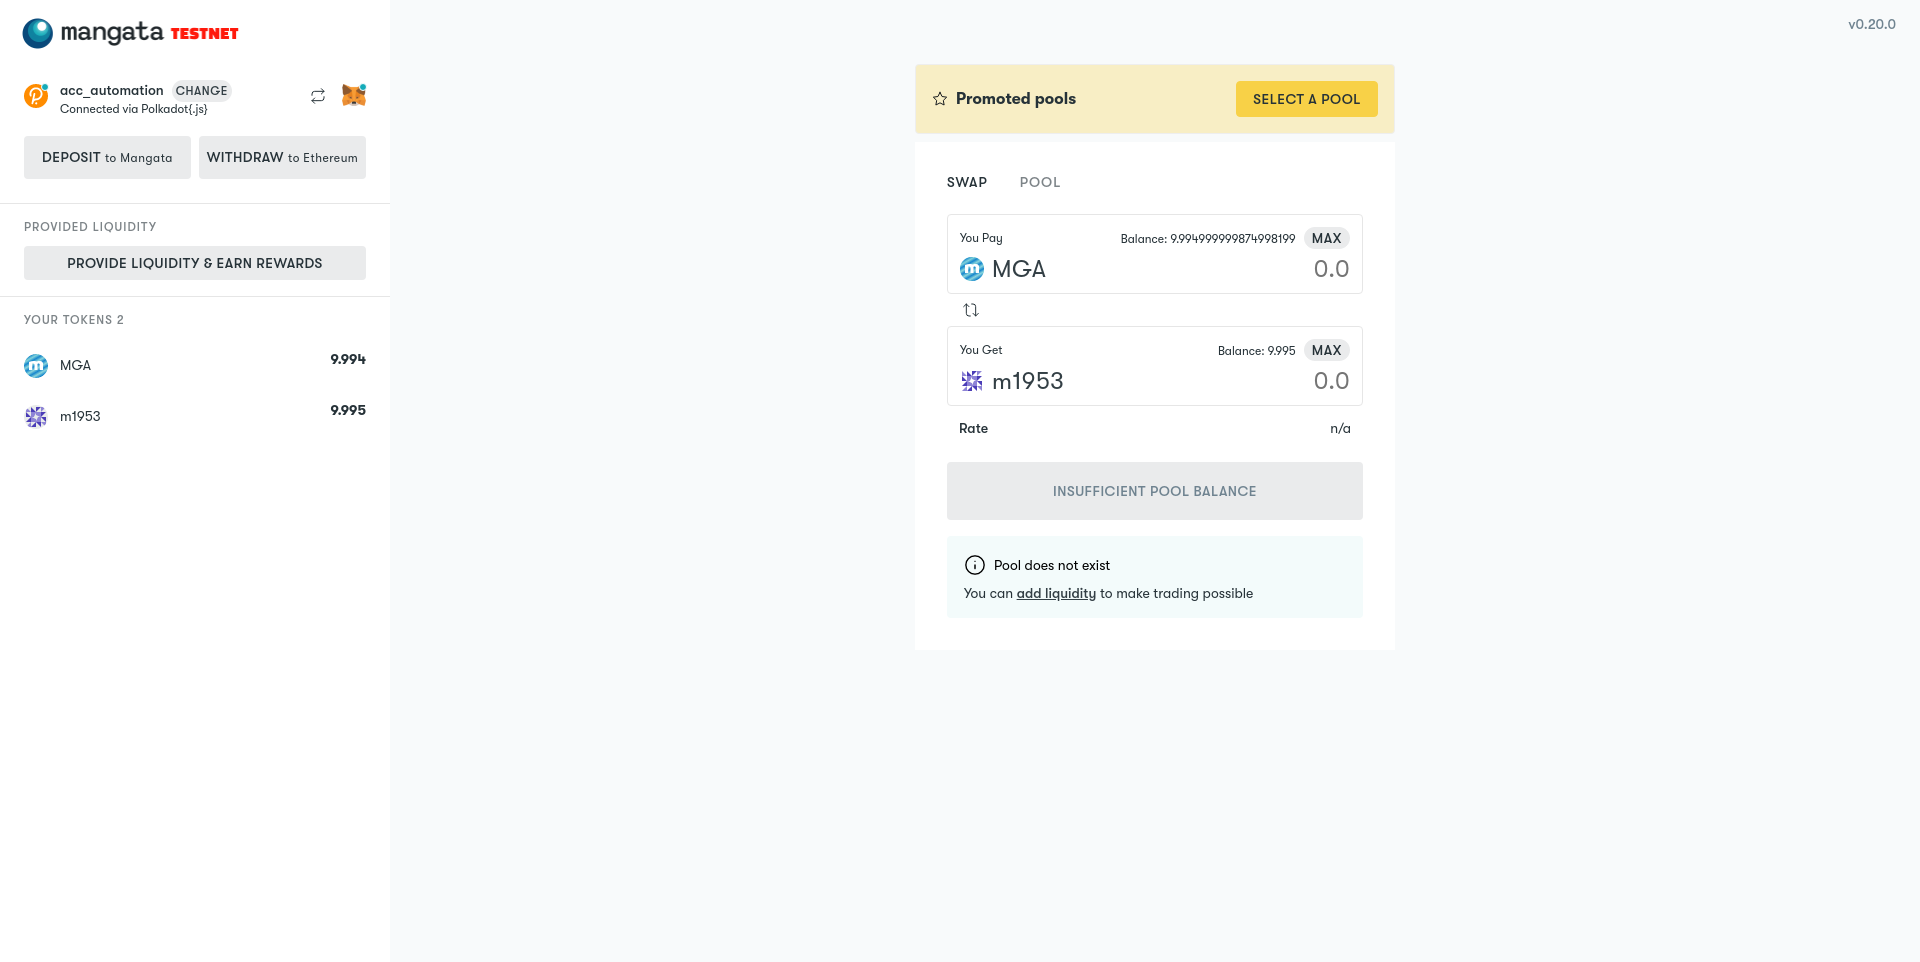 mangata TESTNET
v0.20.0
acc_automation CHANGE
Connected via Polkadot{.js}
DEPOSIT to Mangata
WITHDRAW to Ethereum
PROVIDED LIQUIDITY
PROVIDE LIQUIDITY & EARN REWARDS
YOUR TOKENS 2
MGA 9.994
m1953 9.995
Promoted pools
SELECT A POOL
SWAP POOL
You Pay Balance: 9.994999999874998199 MAX
MGA 0.0
You Get Balance: 9.995 MAX
m1953 0.0
Rate n/a
INSUFFICIENT POOL BALANCE
Pool does not exist
You can add liquidity to make trading possible